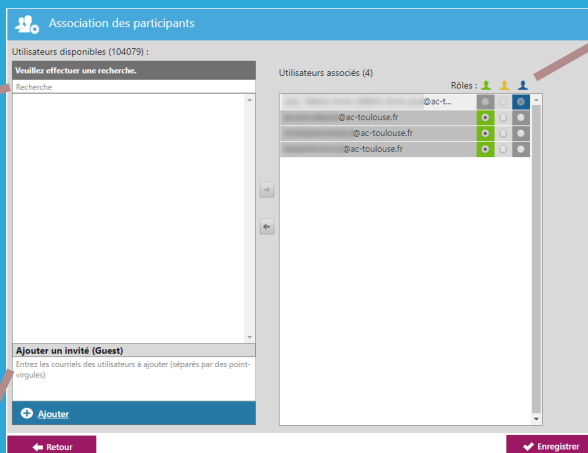 Association des participants
Utilisateurs disponibles (104079) :
Veuillez effectuer une recherche.
Recherche
Utilisateurs associés (4)
Rôles :
@ac-t...
@ac-toulouse.fr
@ac-toulouse.fr
@ac-toulouse.fr
Ajouter un invité (Guest)
Entrez les courriels des utilisateurs à ajouter (séparés par des point-
virgules)
Ajouter
Retour
Enregistrer